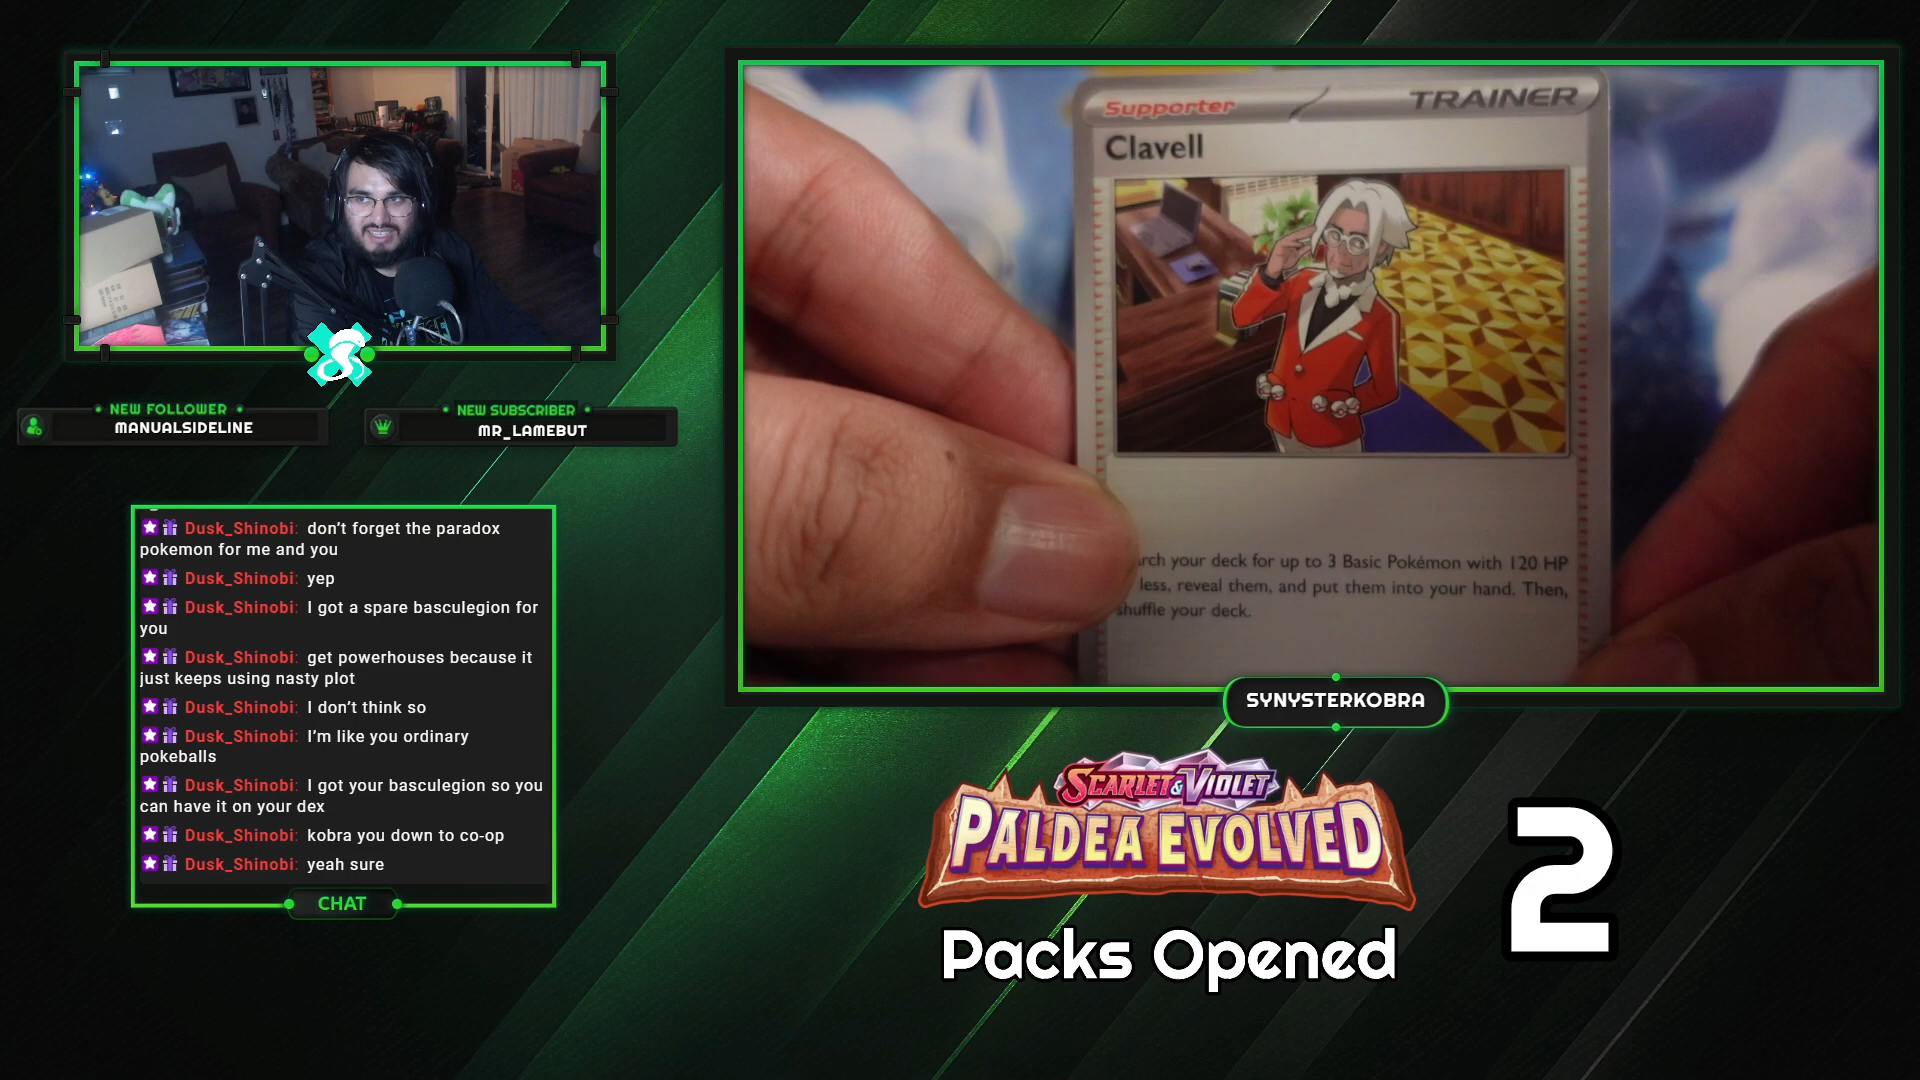 Supporter
TRAINER
Clavell
rch your deck for up to 3 Basic Pokémon with 120 HP
less, reveal them, and put them into your hand. Then,
shuffle your deck.
NEW FOLLOWER
MANUALSIDELINE
NEW SUBSCRIBER
MR_LAMEBUT
Dusk_Shinobi: don’t forget the paradox
pokemon for me and you
Dusk_Shinobi: yep
Dusk_Shinobi: I got a spare basculegion for
you
Dusk_Shinobi: get powerhouses because it
just keeps using nasty plot
Dusk_Shinobi: I don’t think so
Dusk_Shinobi: I’m like you ordinary
pokeballs
Dusk_Shinobi: I got your basculegion so you
can have it on your dex
Dusk_Shinobi: kobra you down to co-op
Dusk_Shinobi: yeah sure
CHAT
SYNYSTERKOBRA
SCARLET & VIOLET
PALDEA EVOLVED
Packs Opened
2